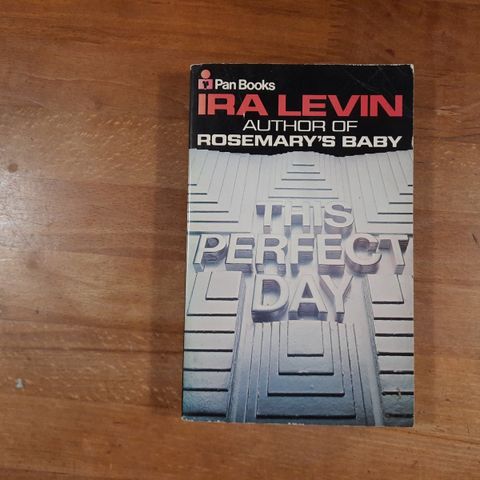 Pan Books
IRA LEVIN
AUTHOR OF
ROSEMARY'S BABY
THIS
PERFECT
DAY